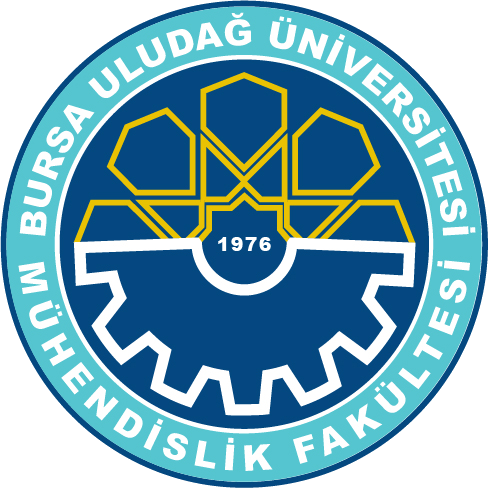 BURSA ULUDAĞ ÜNİVERSİTESİ
MÜHENDİSLİK FAKÜLTESİ
1976